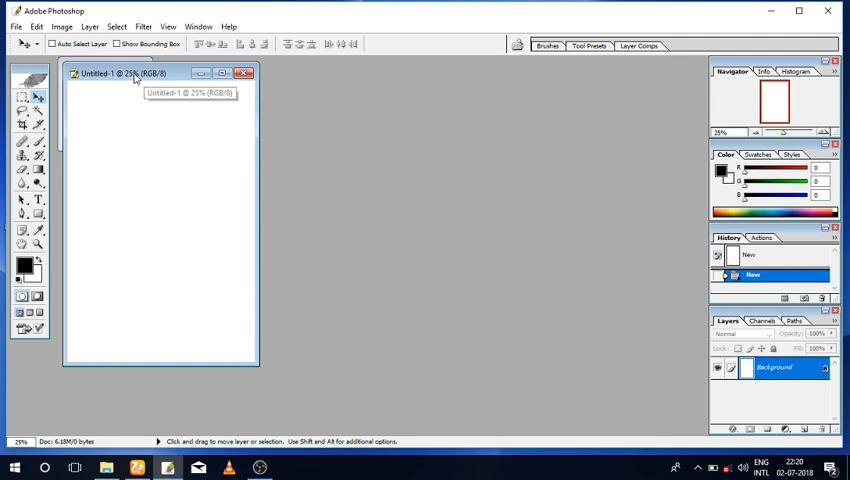 Adobe Photoshop
File Edit Image Layer Select Filter View Window Help
Auto Select Layer Show Bounding Box Brushes Tool Presets Layer Comps
Untitled-1 @ 25% (RGB/8)
Untitled-1 @ 25% (RGB/8)
Navigator Info Histogram
25%
Color Swatches Styles
R 0
G 0
B 0
History Actions
New
New
Layers Channels Paths
Normal Opacity: 100%
Lock: Fill: 100%
Background
25% Doc: 6.18M/0 bytes Click and drag to move layer or selection. Use Shift and Alt for additional options.
ENG 22:20
INTL 02-07-2018 2